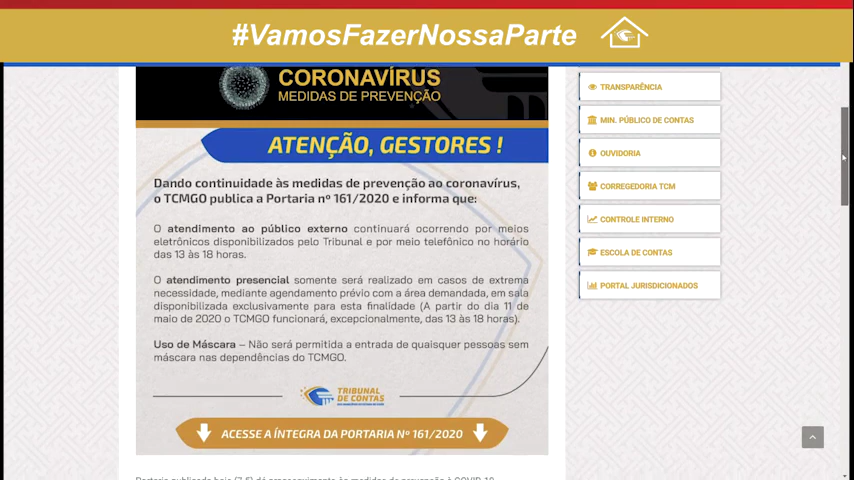 #VamosFazerNossaParte
CORONAVÍRUS
MEDIDAS DE PREVENÇÃO
ATENÇÃO, GESTORES !
Dando continuidade às medidas de prevenção ao coronavírus,
o TCMGO publica a Portaria nº 161/2020 e informa que:
O atendimento ao público externo continuará ocorrendo por meios
eletrônicos disponibilizados pelo Tribunal e por meio telefônico no horário
das 13 às 18 horas.
O atendimento presencial somente será realizado em casos de extrema
necessidade, mediante agendamento prévio com a área demandada, em sala
disponibilizada exclusivamente para esta finalidade (A partir do dia 11 de
maio de 2020 o TCMGO funcionará, excepcionalmente, das 13 às 18 horas).
Uso de Máscara – Não será permitida a entrada de quaisquer pessoas sem
máscara nas dependências do TCMGO.
TRIBUNAL
DE CONTAS
ACESSE A ÍNTEGRA DA PORTARIA Nº 161/2020
TRANSPARÊNCIA
MIN. PÚBLICO DE CONTAS
OUVIDORIA
CORREGEDORIA TCM
CONTROLE INTERNO
ESCOLA DE CONTAS
PORTAL JURISDICIONADOS